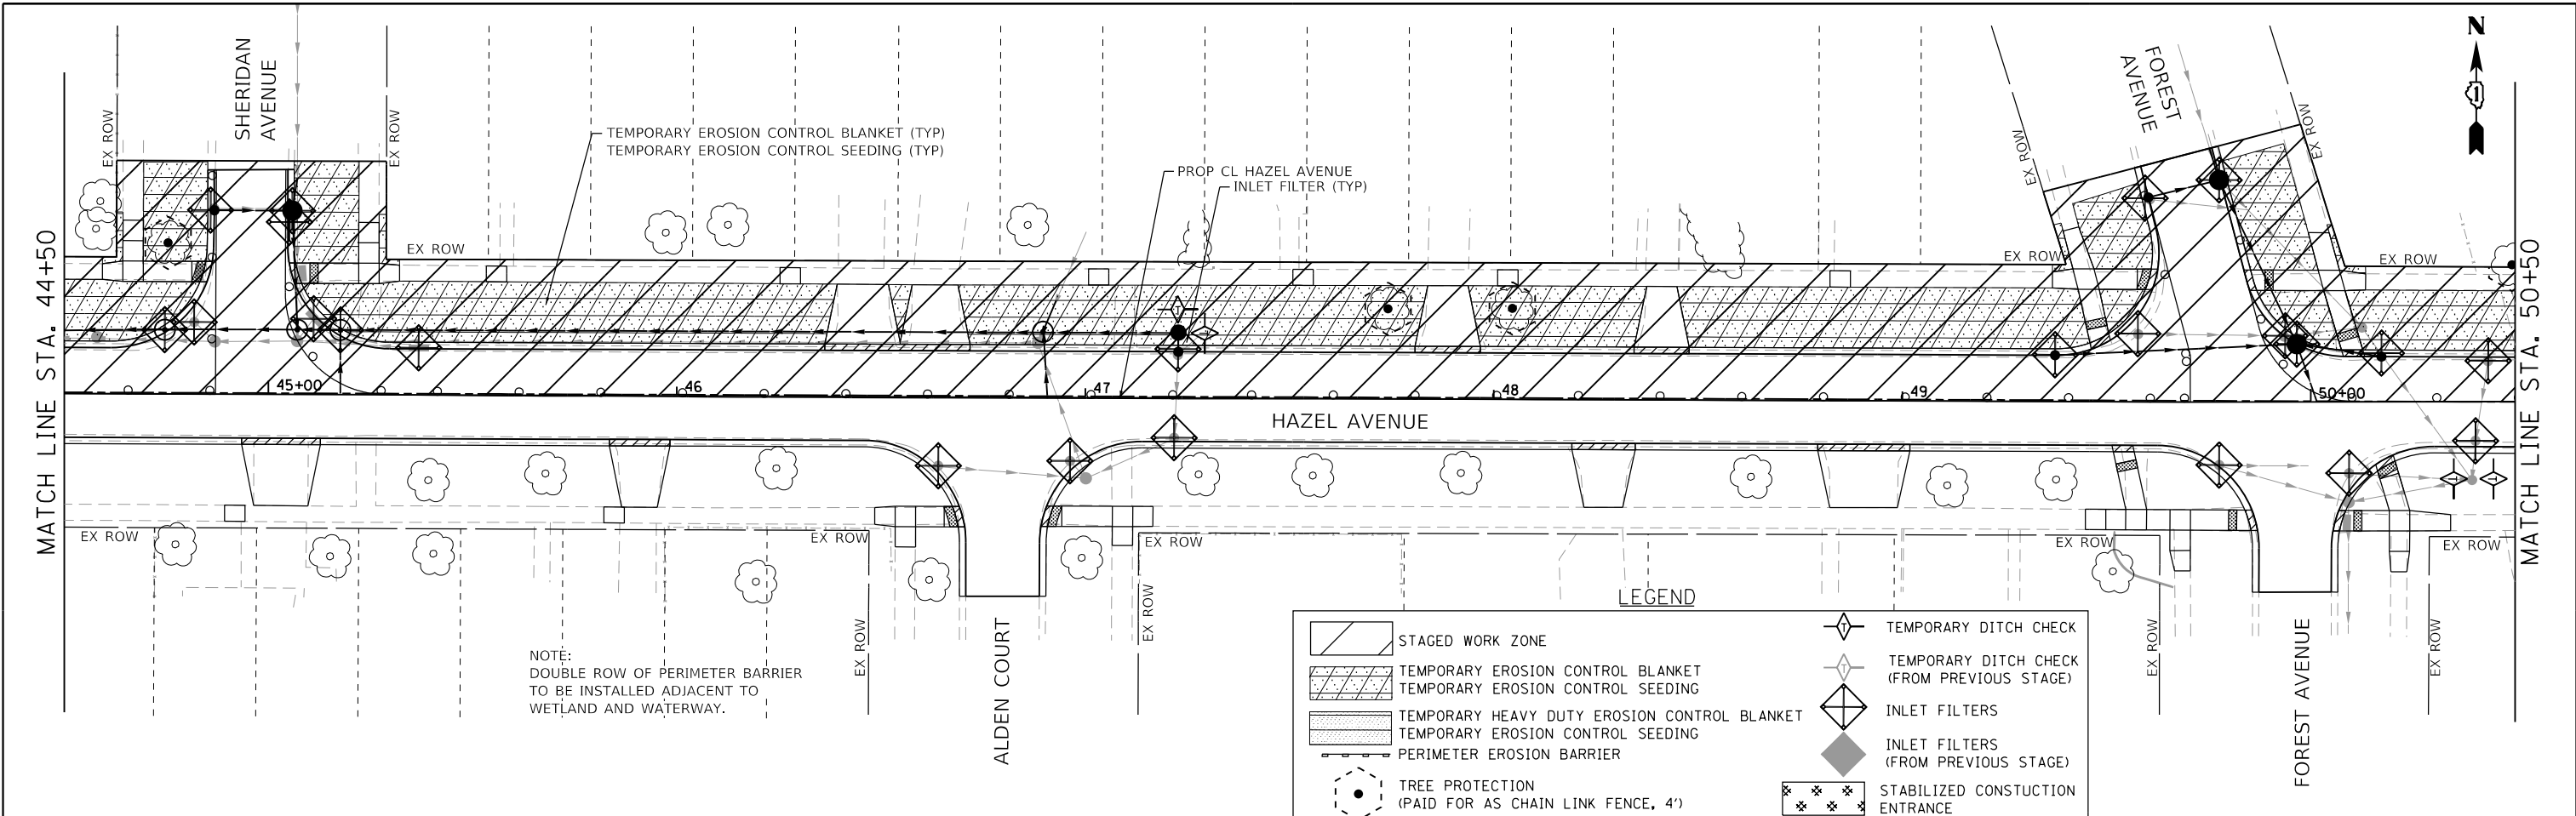 N
SHERIDAN
AVENUE
FOREST
AVENUE
EX ROW
EX ROW
EX ROW
EX ROW
TEMPORARY EROSION CONTROL BLANKET (TYP)
TEMPORARY EROSION CONTROL SEEDING (TYP)
PROP CL HAZEL AVENUE
INLET FILTER (TYP)
EX ROW
EX ROW
EX ROW
MATCH LINE STA. 44+50
MATCH LINE STA. 50+50
T
T
45+00
46
47
48
49
50+00
HAZEL AVENUE
T
T
EX ROW
EX ROW
EX ROW
EX ROW
EX ROW
EX ROW
EX ROW
EX ROW
EX ROW
NOTE:
DOUBLE ROW OF PERIMETER BARRIER
TO BE INSTALLED ADJACENT TO
WETLAND AND WATERWAY.
ALDEN COURT
FOREST AVENUE
LEGEND
STAGED WORK ZONE
TEMPORARY EROSION CONTROL BLANKET
TEMPORARY EROSION CONTROL SEEDING
TEMPORARY HEAVY DUTY EROSION CONTROL BLANKET
TEMPORARY EROSION CONTROL SEEDING
PERIMETER EROSION BARRIER
TREE PROTECTION
(PAID FOR AS CHAIN LINK FENCE, 4')
T
TEMPORARY DITCH CHECK
T
TEMPORARY DITCH CHECK
(FROM PREVIOUS STAGE)
INLET FILTERS
INLET FILTERS
(FROM PREVIOUS STAGE)
STABILIZED CONSTUCTION
ENTRANCE